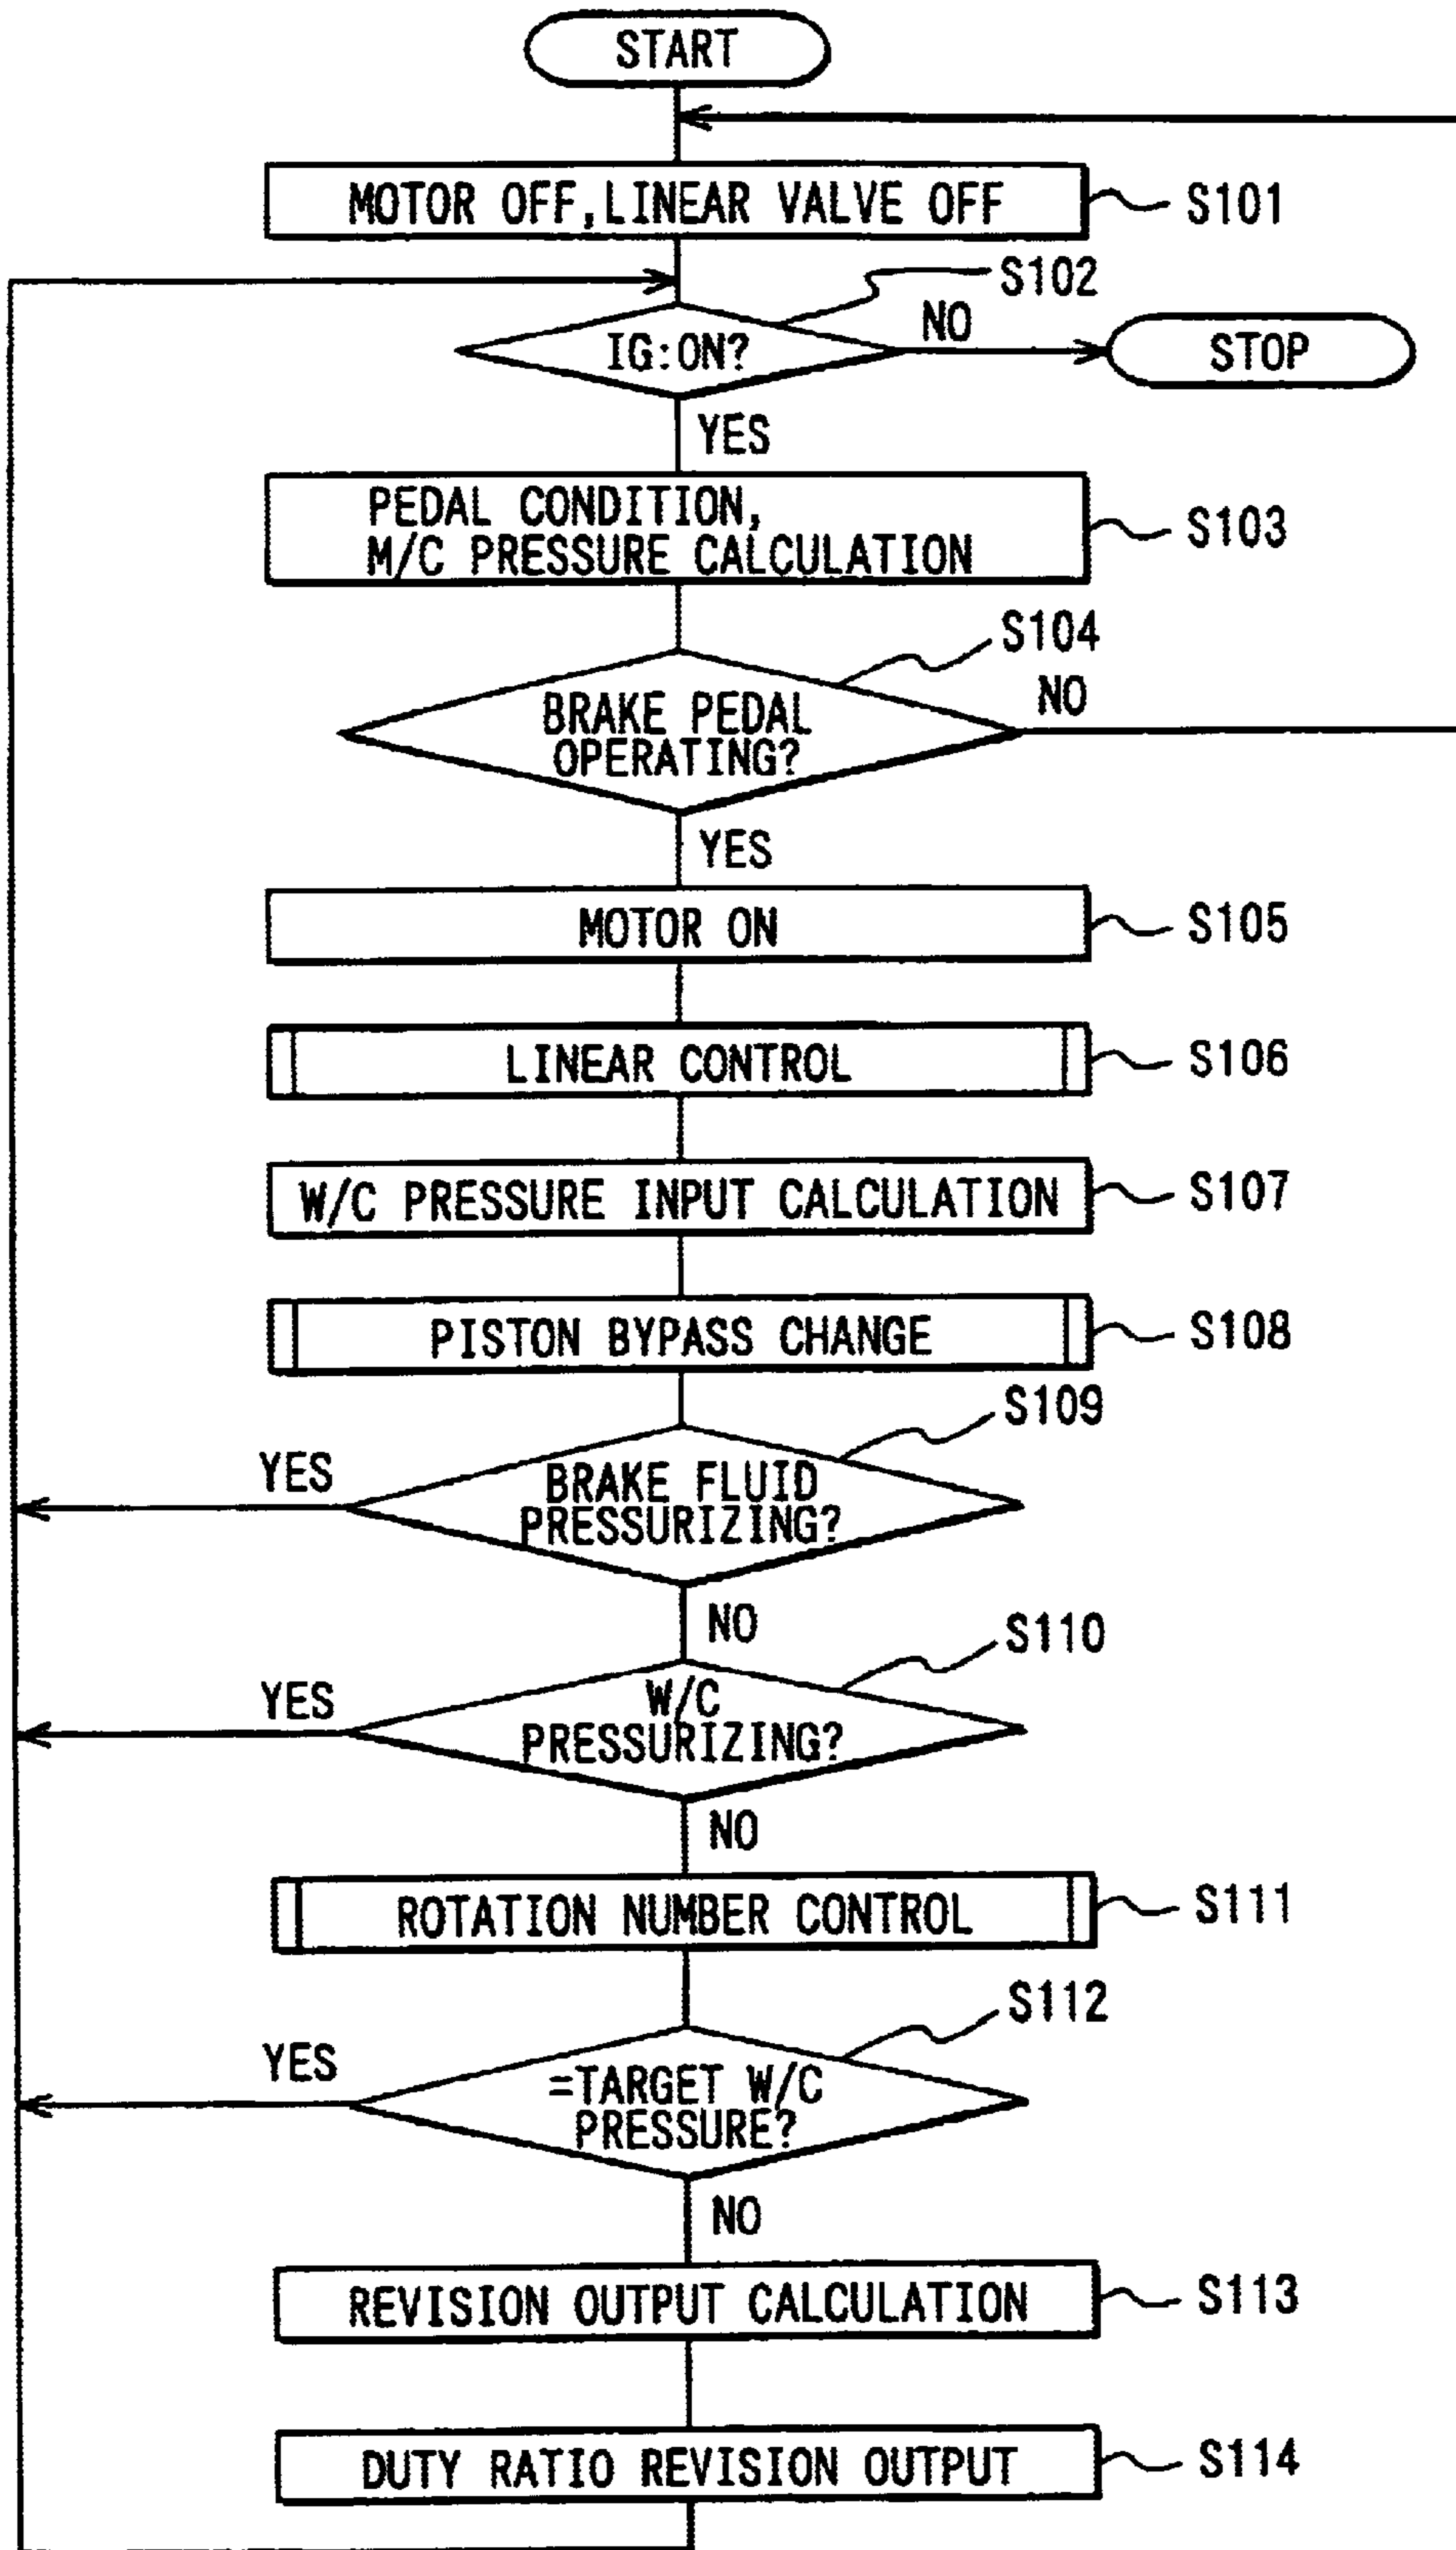 START
MOTOR OFF, LINEAR VALVE OFF
S101
S102
IG:ON?
NO
STOP
YES
PEDAL CONDITION,
M/C PRESSURE CALCULATION
S103
S104
BRAKE PEDAL
OPERATING?
NO
YES
MOTOR ON
S105
LINEAR CONTROL
S106
W/C PRESSURE INPUT CALCULATION
S107
PISTON BYPASS CHANGE
S108
S109
YES
BRAKE FLUID
PRESSURIZING?
NO
S110
YES
W/C
PRESSURIZING?
NO
ROTATION NUMBER CONTROL
S111
S112
YES
=TARGET W/C
PRESSURE?
NO
REVISION OUTPUT CALCULATION
S113
DUTY RATIO REVISION OUTPUT
S114